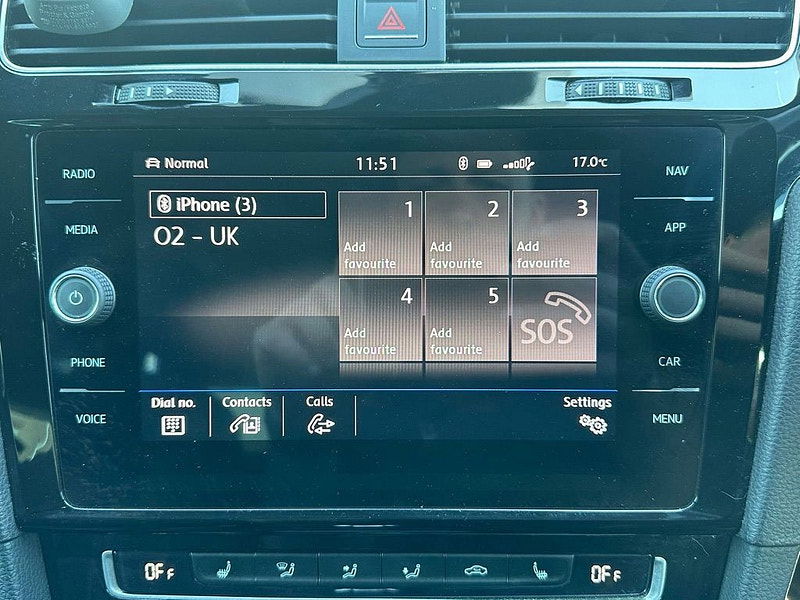 RADIO
MEDIA
PHONE
VOICE
Normal
11:51
17.0°C
iPhone (3)
O2 - UK
1
Add
favourite
2
Add
favourite
3
Add
favourite
4
Add
favourite
5
Add
favourite
SOS
Dial no.
Contacts
Calls
Settings
NAV
APP
CAR
MENU
OFF
OFF